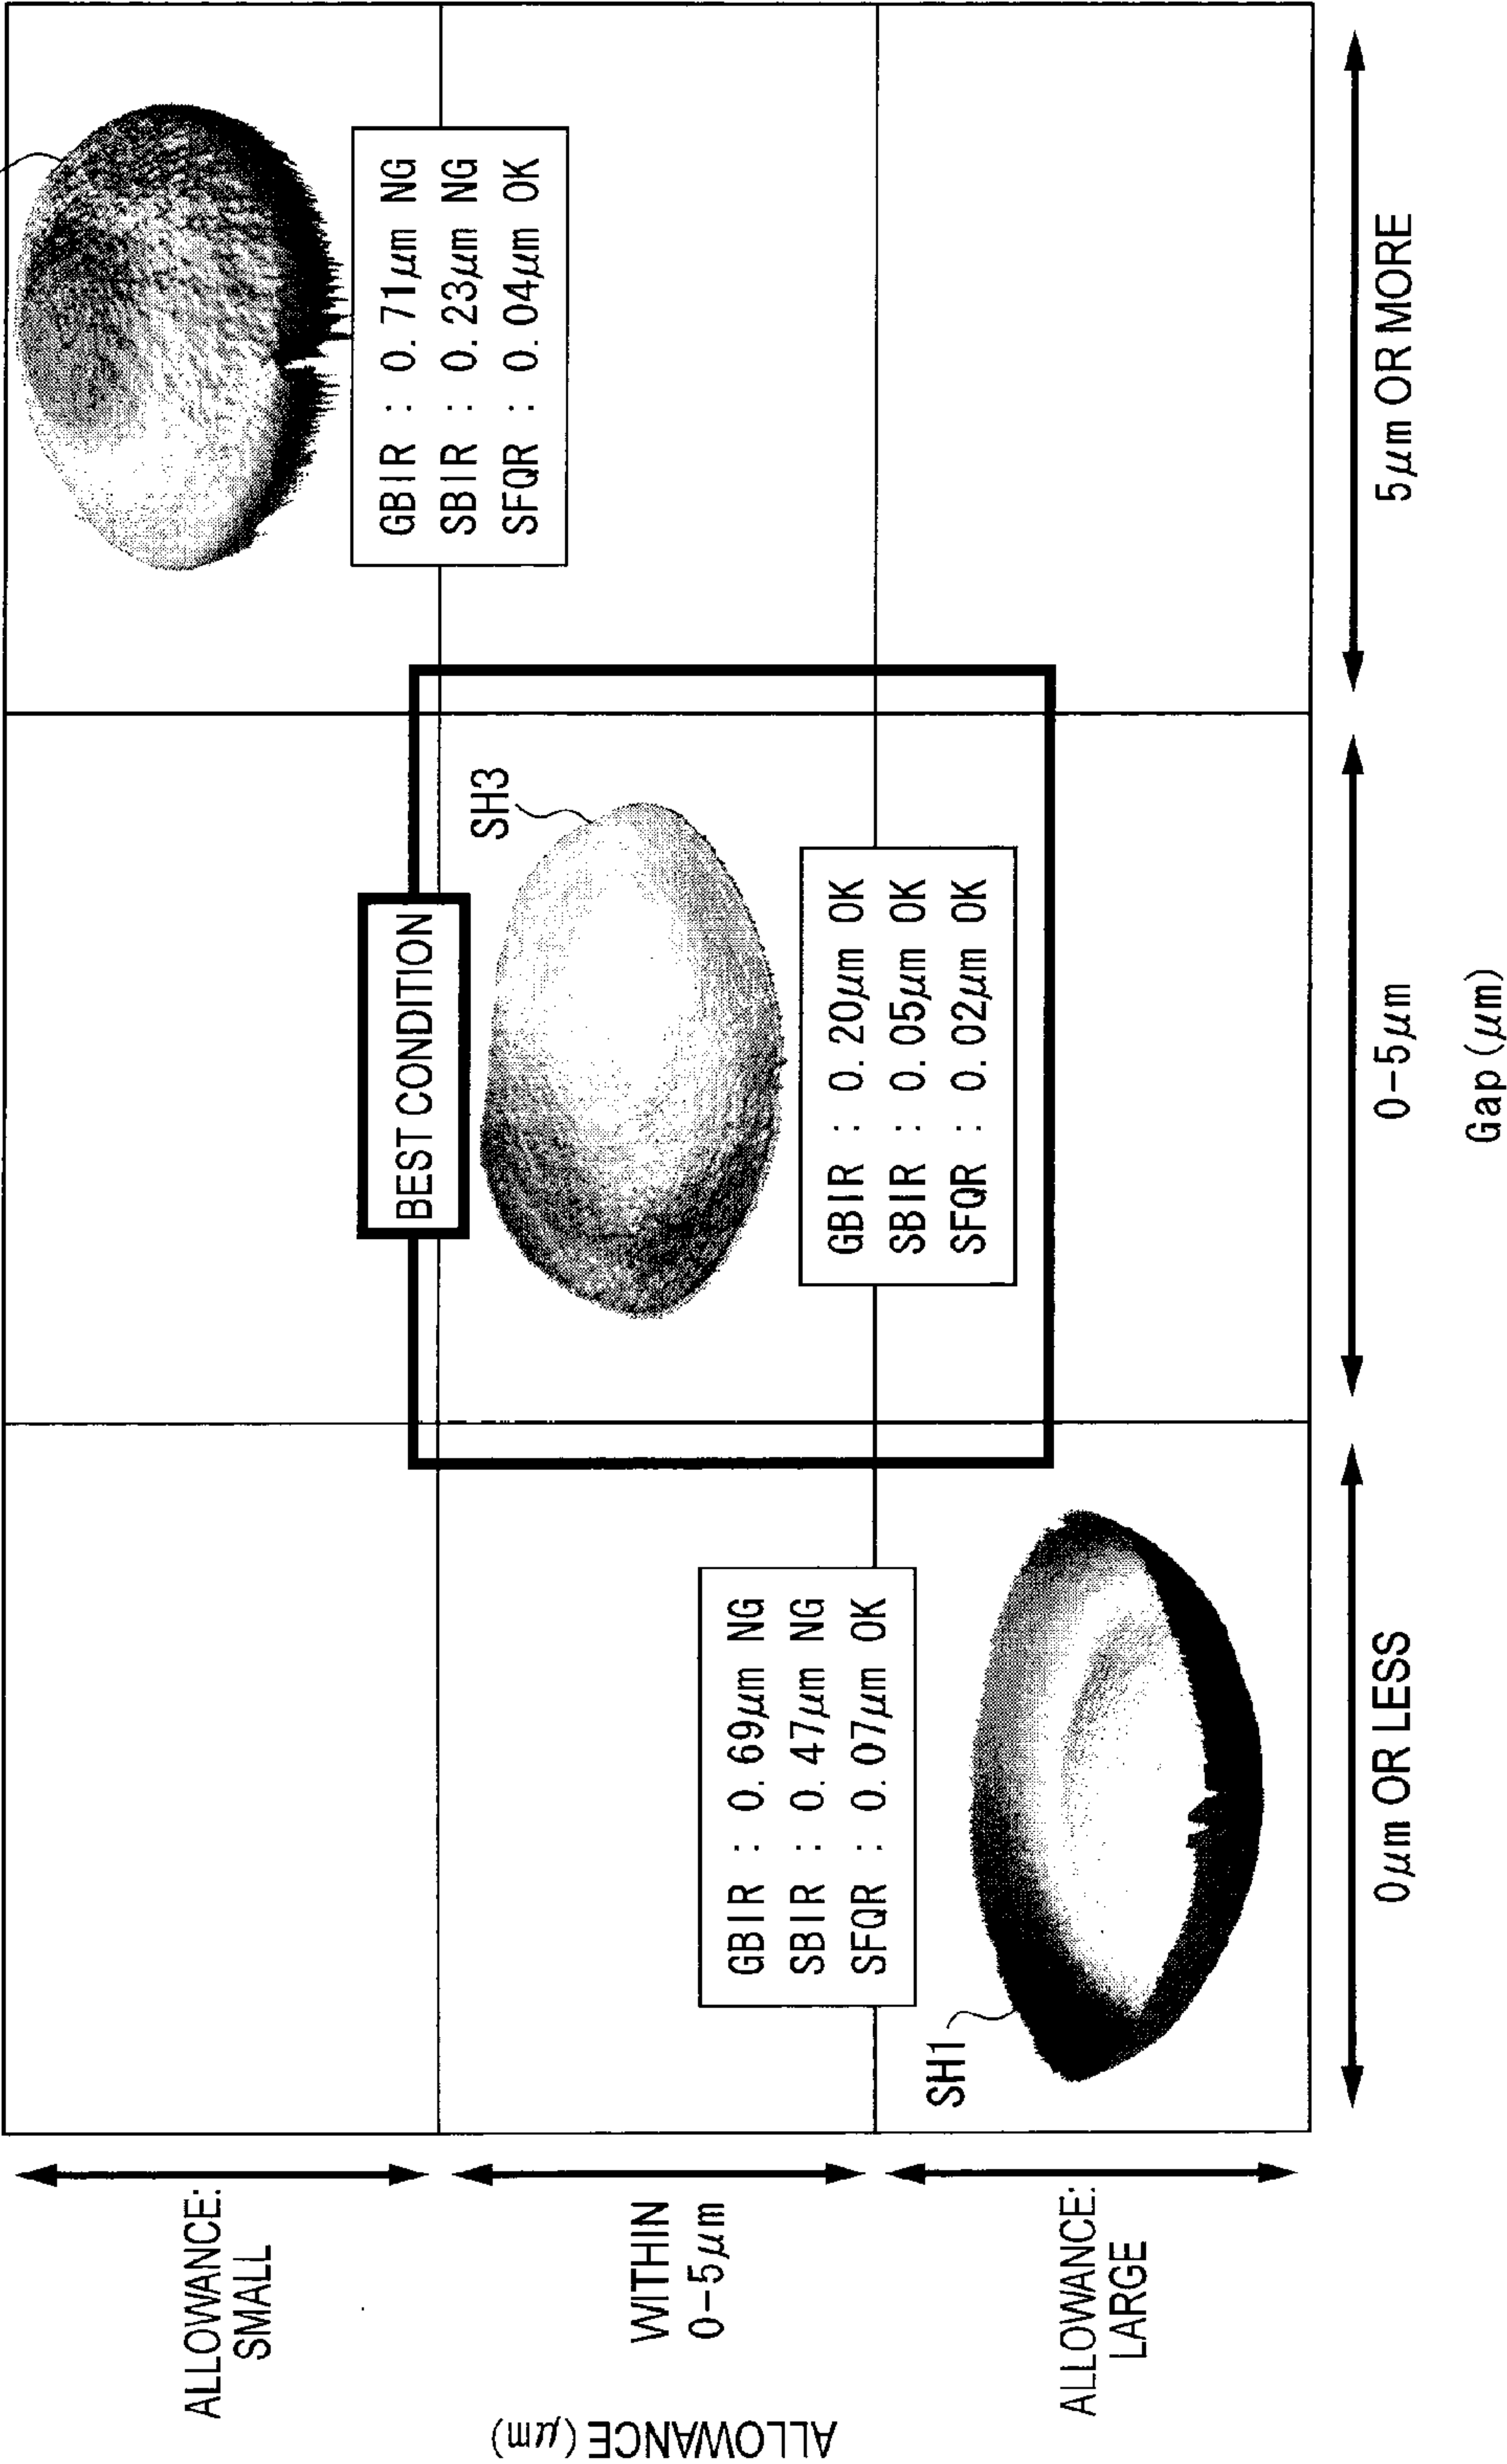 ALLOWANCE (μm)
ALLOWANCE:
SMALL
WITHIN
0-5μm
ALLOWANCE:
LARGE
GBIR : 0.71μm NG
SBIR : 0.23μm NG
SFQR : 0.04μm OK
BEST CONDITION
SH3
GBIR : 0.20μm OK
SBIR : 0.05μm OK
SFQR : 0.02μm OK
GBIR : 0.69μm NG
SBIR : 0.47μm NG
SFQR : 0.07μm OK
SH1
0μm OR LESS
0-5μm
5μm OR MORE
Gap (μm)